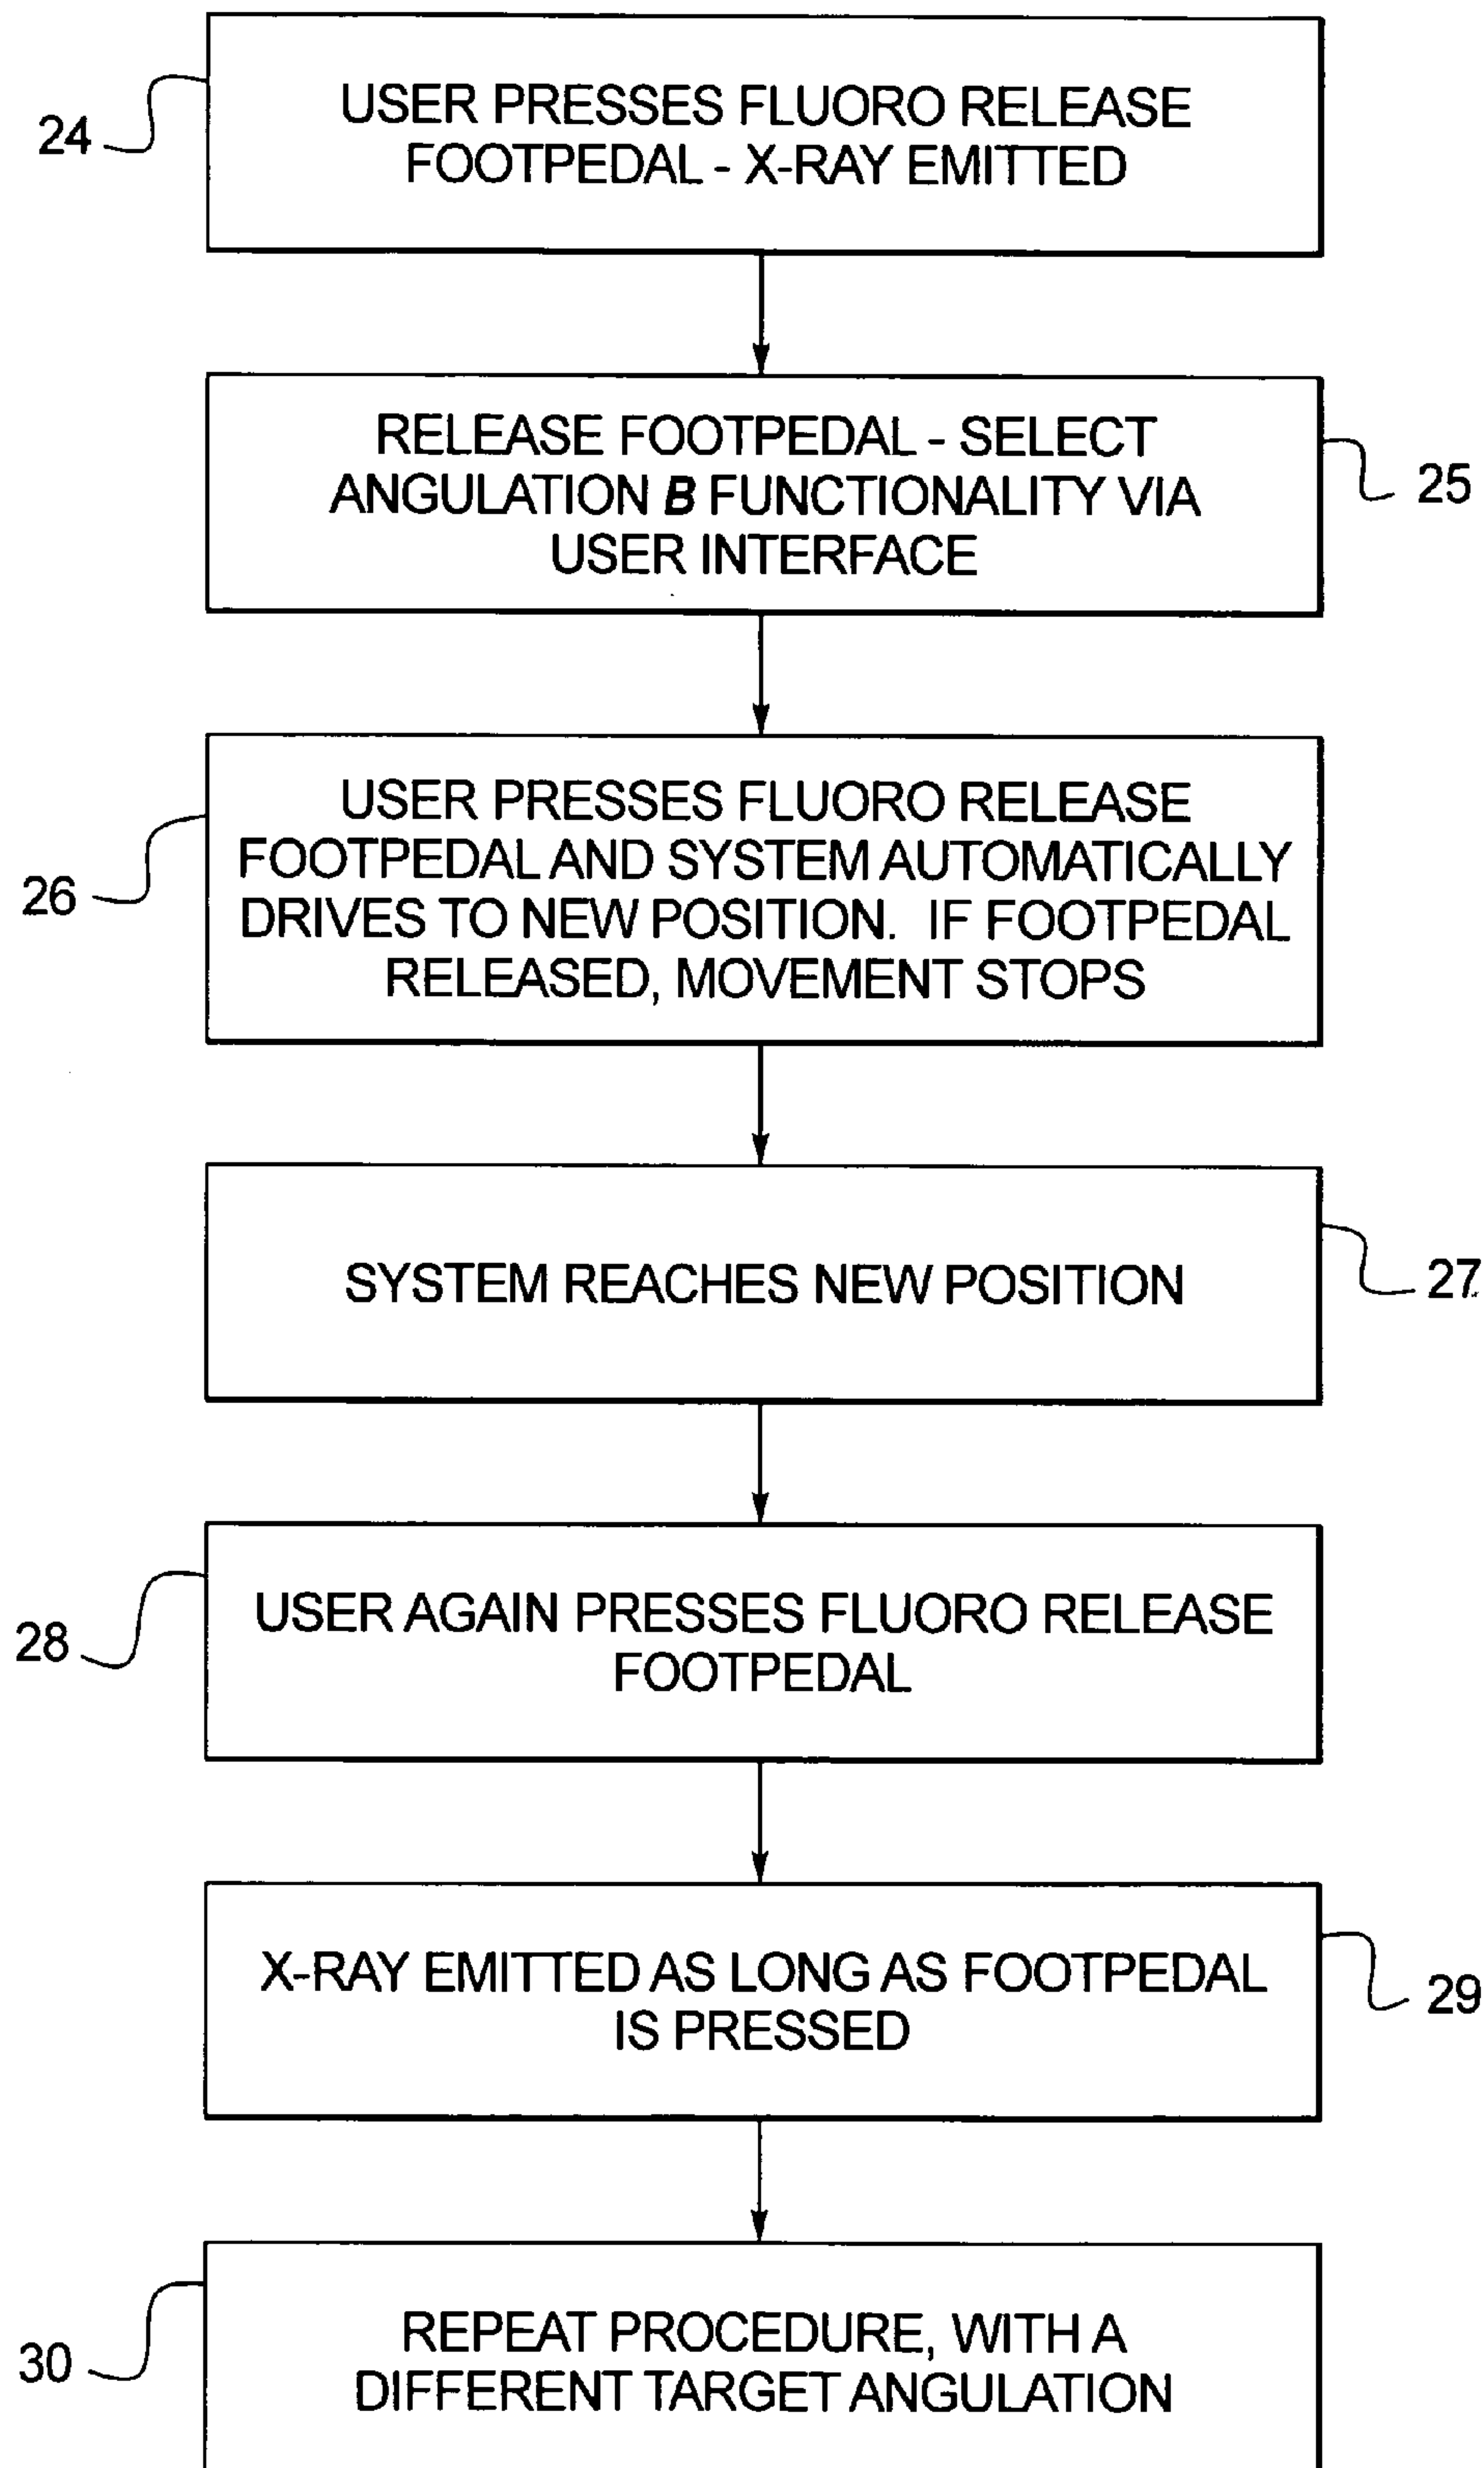 USER PRESSES FLUORO RELEASE
FOOTPEDAL - X-RAY EMITTED
24
RELEASE FOOTPEDAL - SELECT
ANGULATION B FUNCTIONALITY VIA
USER INTERFACE
25
USER PRESSES FLUORO RELEASE
FOOTPEDAL AND SYSTEM AUTOMATICALLY
DRIVES TO NEW POSITION. IF FOOTPEDAL
RELEASED, MOVEMENT STOPS
26
SYSTEM REACHES NEW POSITION
27
USER AGAIN PRESSES FLUORO RELEASE
FOOTPEDAL
28
X-RAY EMITTED AS LONG AS FOOTPEDAL
IS PRESSED
29
REPEAT PROCEDURE, WITH A
DIFFERENT TARGET ANGULATION
30